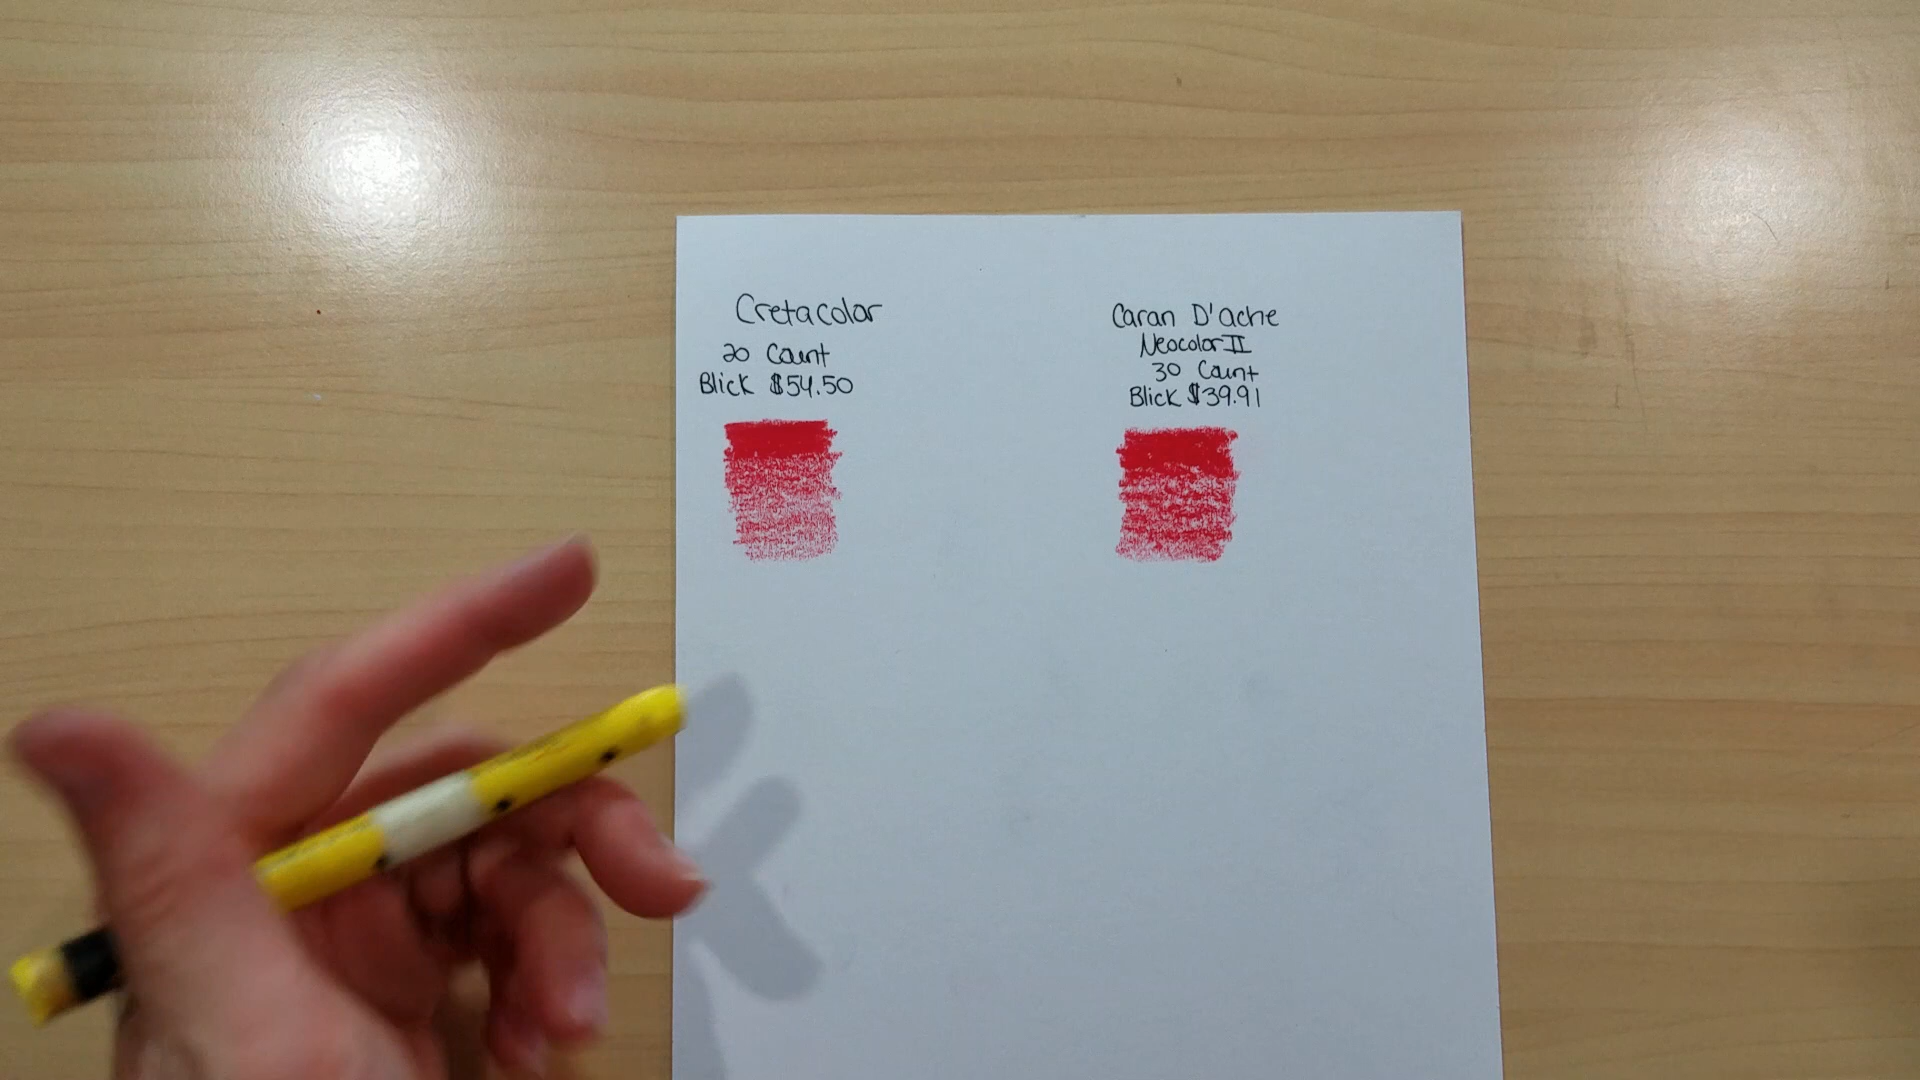 Cretacolor
20 Count
Blick $54.50
Caran D'ache
Neocolor II
30 Count
Blick $39.91